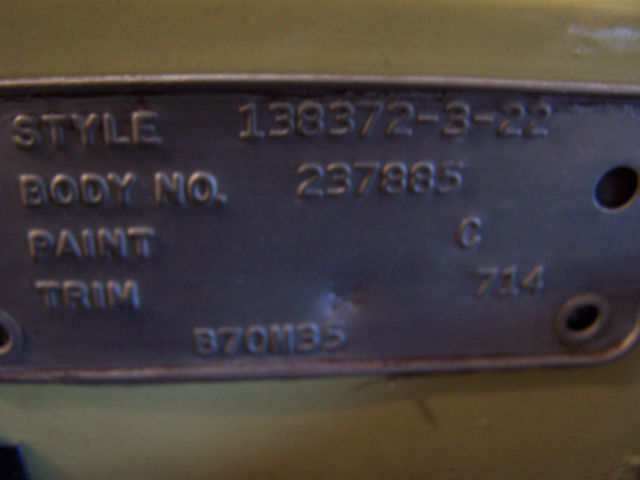 STYLE 138372-3-22
BODY NO. 237885
PAINT C
TRIM 714
B70M35